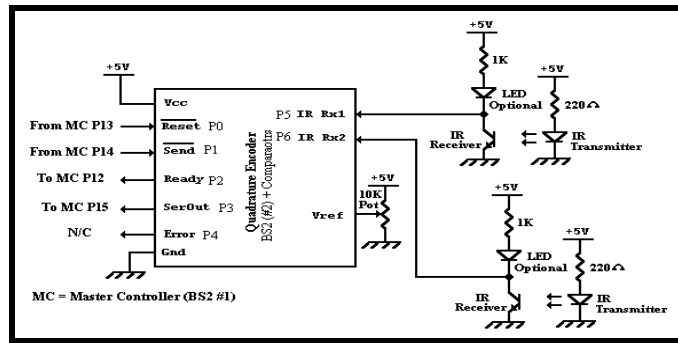 +5V
Vcc
From MC P13
Reset P0
From MC P14
Send P1
To MC P12
Ready P2
To MC P15
SerOut P3
N/C
Error P4
Gnd
Quadrature Encoder
BS2 (#2) + Comparaotrs
P5 IR Rx1
P6 IR Rx2
Vref
+5V
10K
Pot
MC = Master Controller (BS2 #1)
+5V
1K
LED
Optional
IR
Receiver
+5V
220Ω
IR
Transmitter
+5V
1K
LED
Optional
IR
Receiver
+5V
220Ω
IR
Transmitter